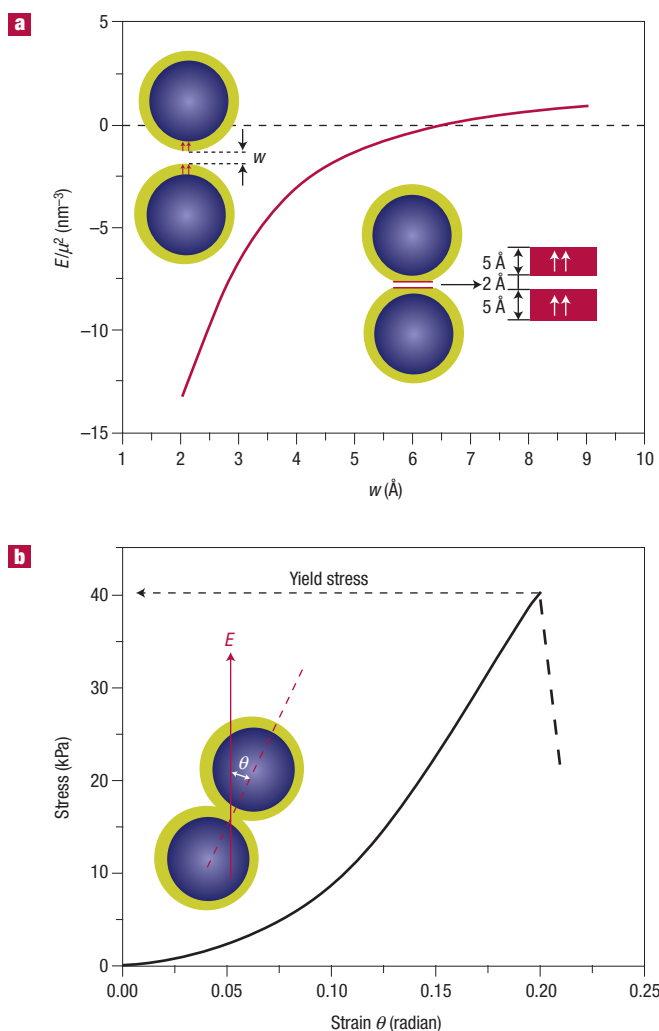 a
5
0
−5
−10
−15
E/μ² (nm⁻³)
w
5 Å
2 Å
5 Å
1 2 3 4 5 6 7 8 9 10
w (Å)
b
Yield stress
40
30
20
10
0
Stress (kPa)
E
θ
0.00 0.05 0.10 0.15 0.20 0.25
Strain θ (radian)